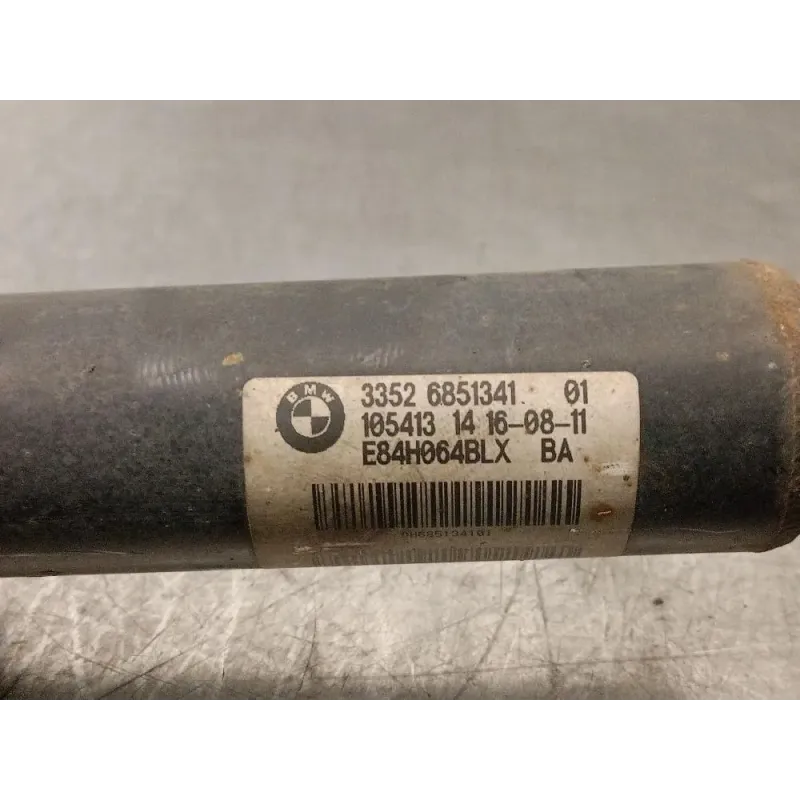 BMW
3352 6851341 01
105413 14 16-08-11
E84H064BLX BA